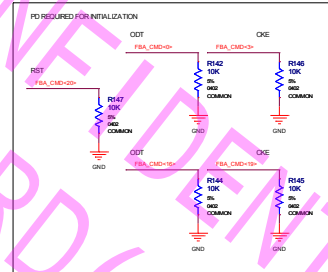 PD REQUIRED FOR INITIALIZATION
ODT
CKE
FBA_CMD<0>
FBA_CMD<3>
R142
10K
5%
0402
COMMON
GND
R146
10K
5%
0402
COMMON
GND
RST
FBA_CMD<20>
R147
10K
5%
0402
COMMON
GND
ODT
CKE
FBA_CMD<16>
FBA_CMD<19>
R144
10K
5%
0402
COMMON
GND
R145
10K
5%
0402
COMMON
GND